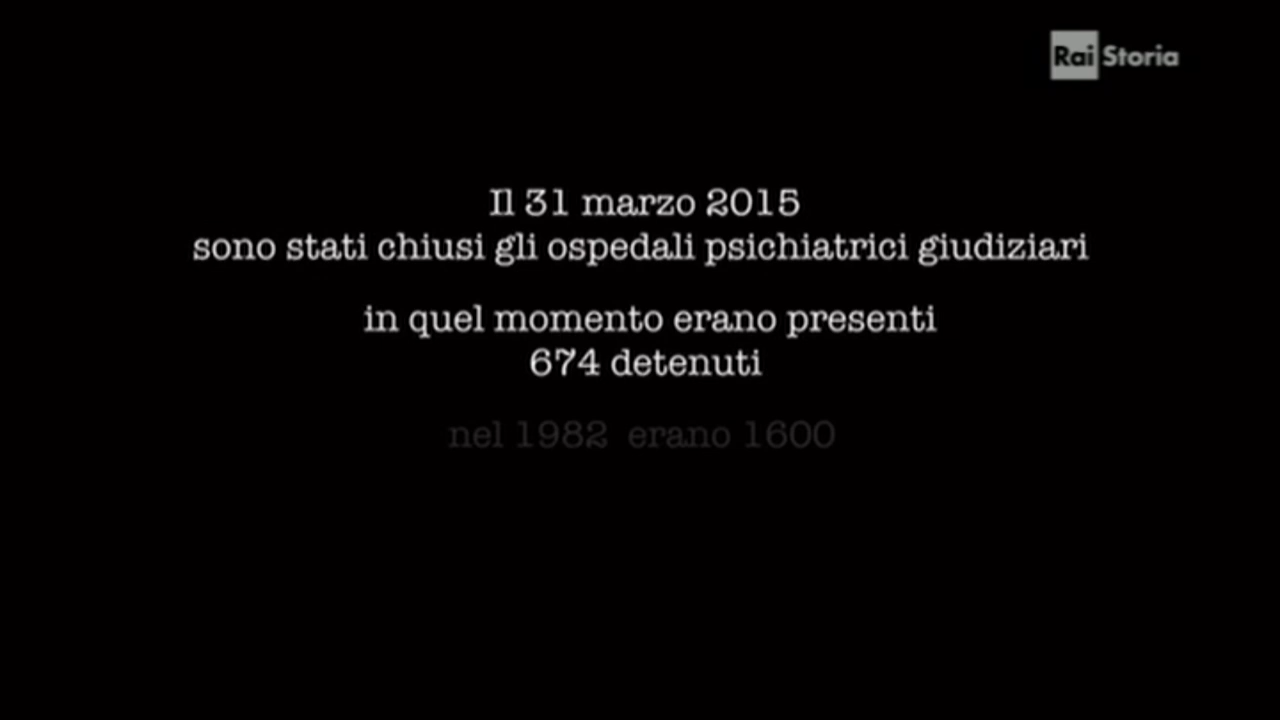 Rai Storia
Il 31 marzo 2015
sono stati chiusi gli ospedali psichiatrici giudiziari
in quel momento erano presenti
674 detenuti
nel 1982 erano 1600